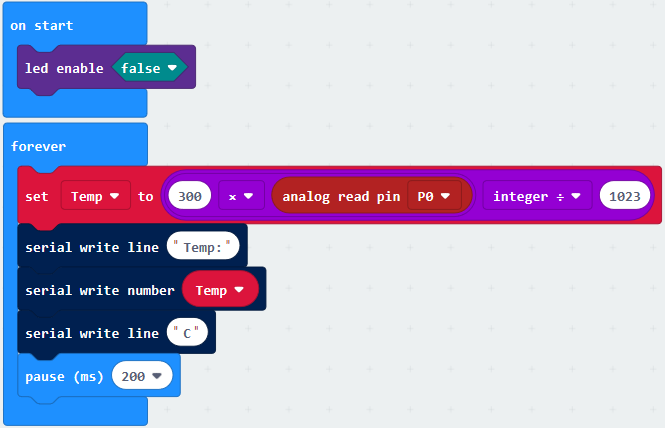 on start
led enable false
forever
set Temp to 300 × analog read pin P0 integer ÷ 1023
serial write line "Temp:"
serial write number Temp
serial write line "C"
pause (ms) 200